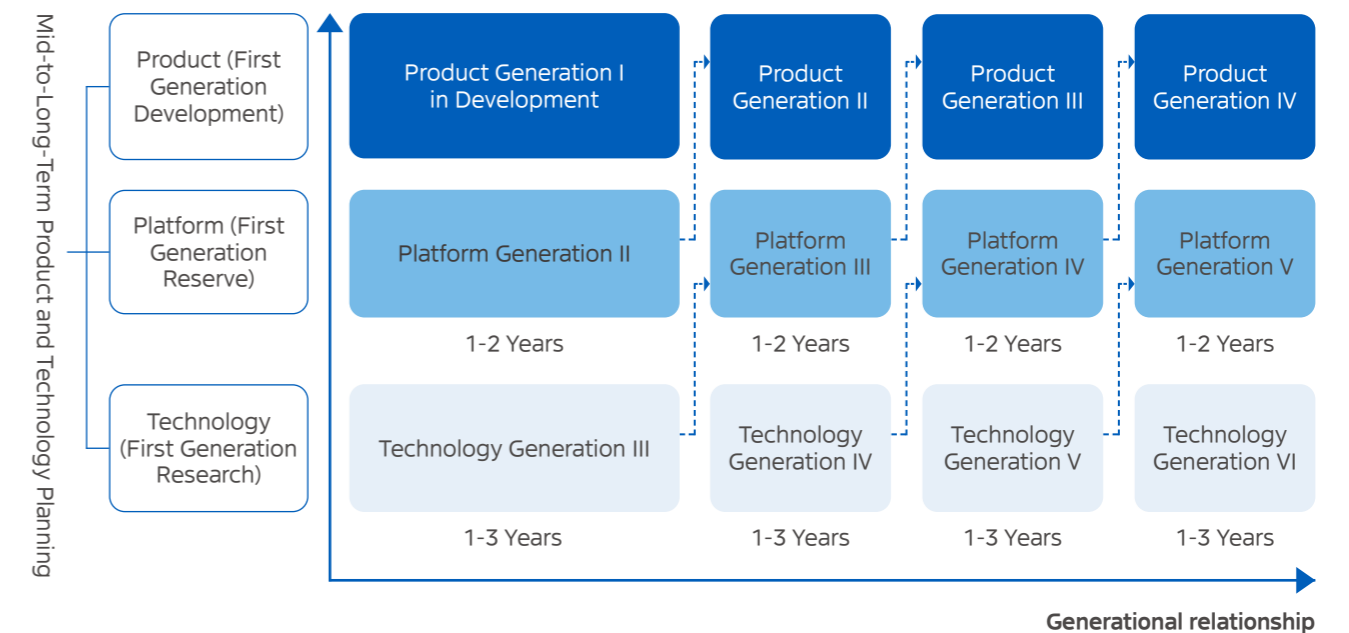 Mid-to-Long-Term Product and Technology Planning
Product (First
Generation
Development)
Product Generation I
in Development
Product
Generation II
Product
Generation III
Product
Generation IV
Platform (First
Generation
Reserve)
Platform Generation II
Platform
Generation III
Platform
Generation IV
Platform
Generation V
1-2 Years
1-2 Years
1-2 Years
1-2 Years
Technology
(First Generation
Research)
Technology Generation III
Technology
Generation IV
Technology
Generation V
Technology
Generation VI
1-3 Years
1-3 Years
1-3 Years
1-3 Years
Generational relationship